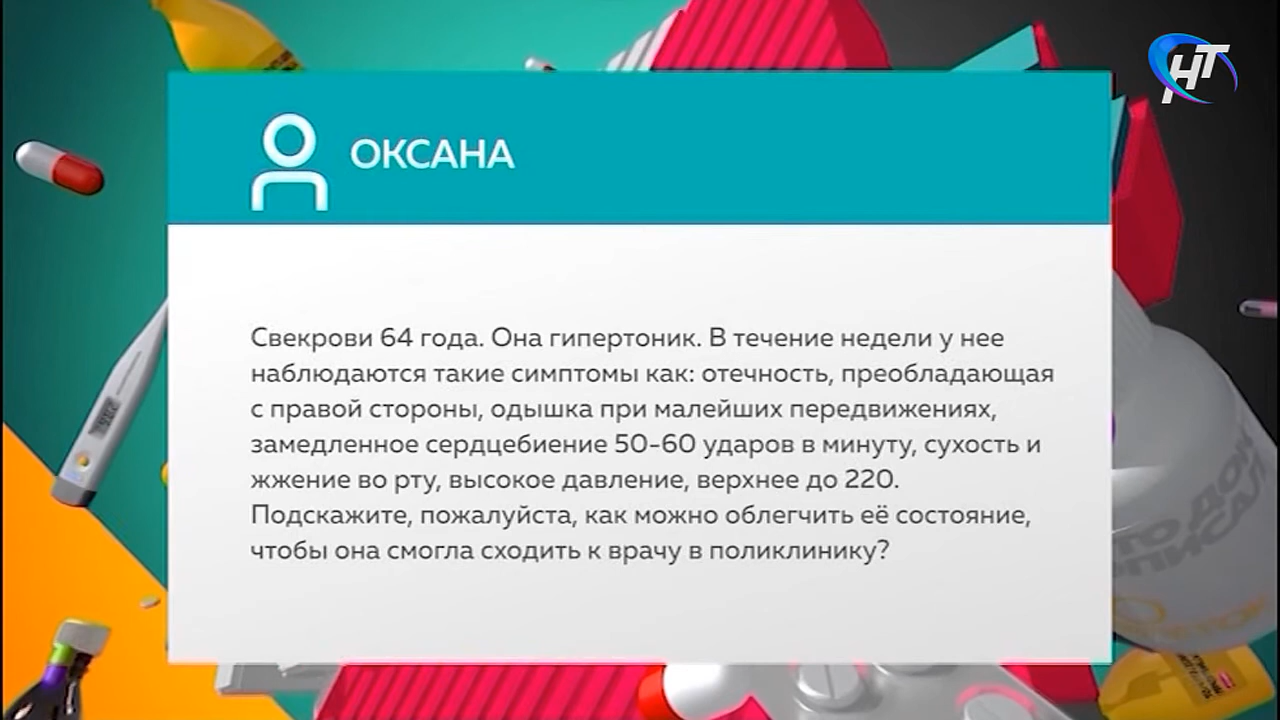 НТ
ОКСАНА
Свекрови 64 года. Она гипертоник. В течение недели у нее
наблюдаются такие симптомы как: отечность, преобладающая
с правой стороны, одышка при малейших передвижениях,
замедленное сердцебиение 50-60 ударов в минуту, сухость и
жжение во рту, высокое давление, верхнее до 220.
Подскажите, пожалуйста, как можно облегчить её состояние,
чтобы она смогла сходить к врачу в поликлинику?